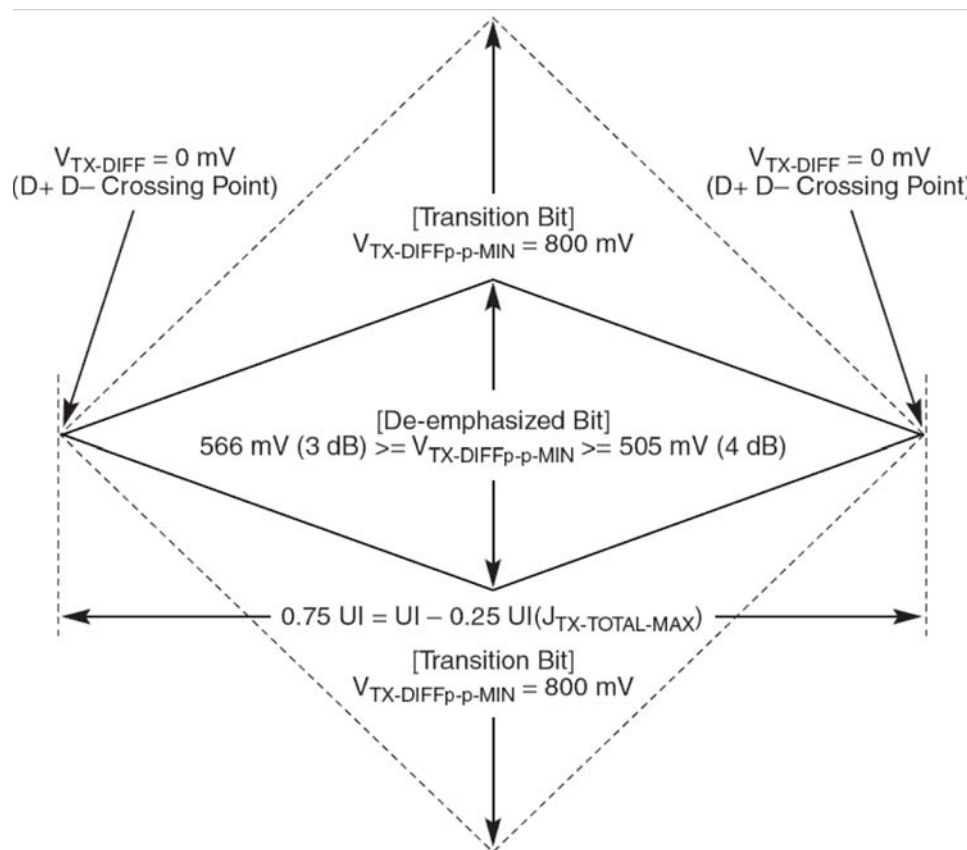 V_TX-DIFF = 0 mV
(D+ D– Crossing Point)
V_TX-DIFF = 0 mV
(D+ D– Crossing Point)
[Transition Bit]
V_TX-DIFFp-p-MIN = 800 mV
[De-emphasized Bit]
566 mV (3 dB) >= V_TX-DIFFp-p-MIN >= 505 mV (4 dB)
0.75 UI = UI – 0.25 UI(J_TX-TOTAL-MAX)
[Transition Bit]
V_TX-DIFFp-p-MIN = 800 mV